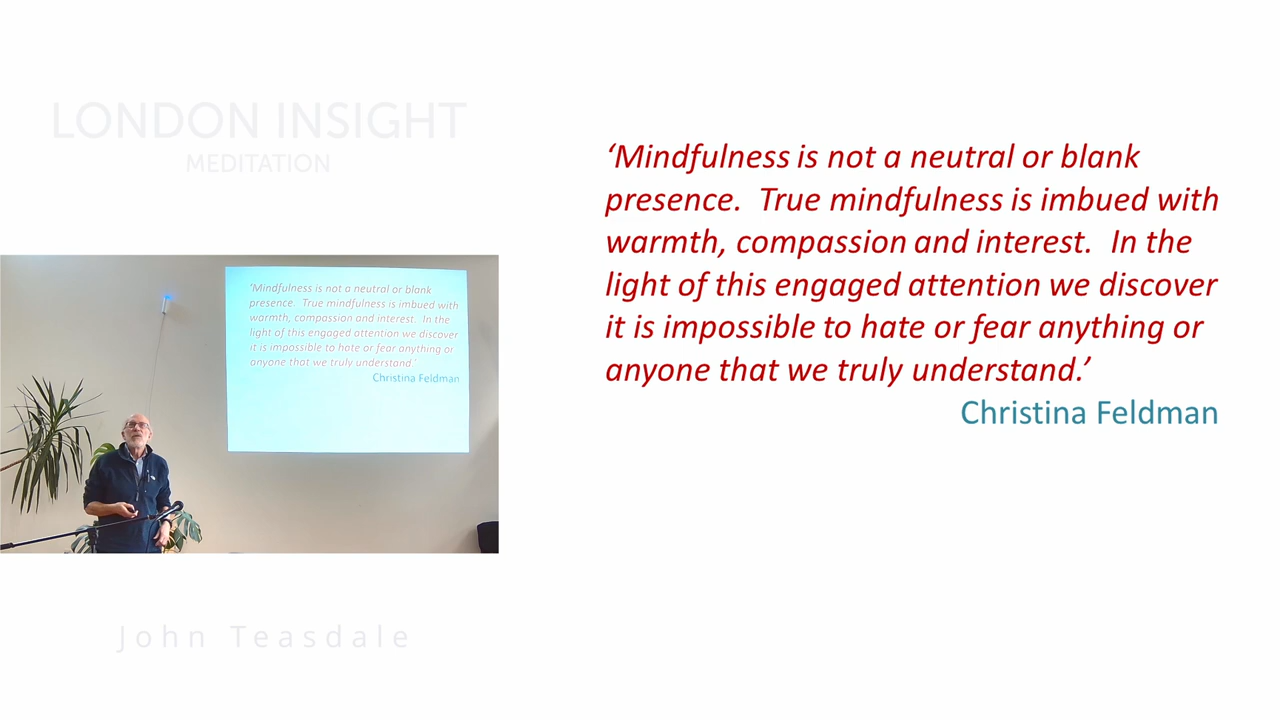 LONDON INSIGHT
MEDITATION
‘Mindfulness is not a neutral or blank
presence.  True mindfulness is imbued with
warmth, compassion and interest.  In the
light of this engaged attention we discover
it is impossible to hate or fear anything or
anyone that we truly understand.’
Christina Feldman
‘Mindfulness is not a neutral or blank
presence.  True mindfulness is imbued with
warmth, compassion and interest.  In the
light of this engaged attention we discover
it is impossible to hate or fear anything or
anyone that we truly understand.’
Christina Feldman
John Teasdale